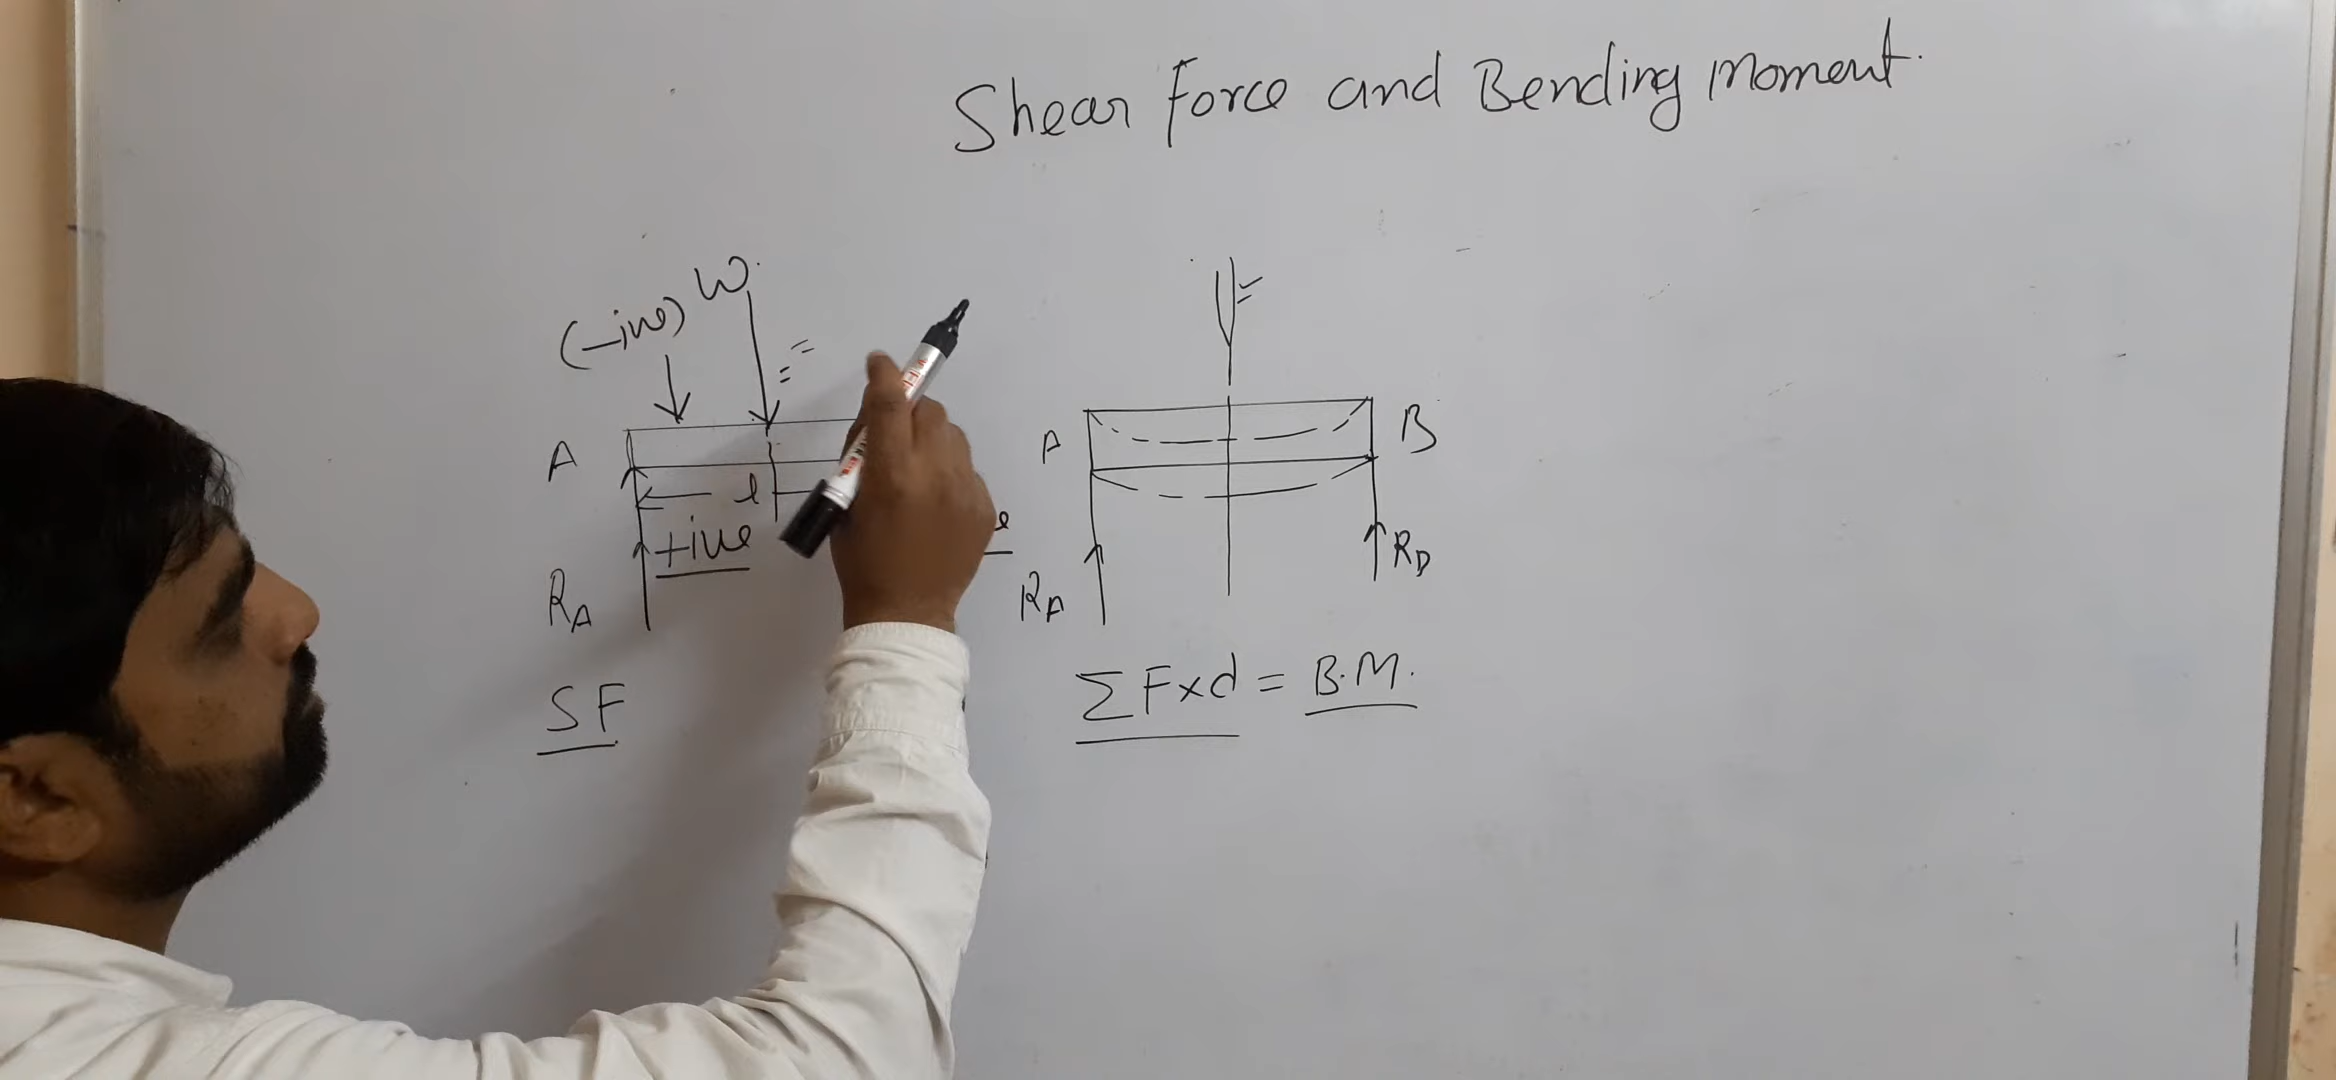 Shear Force and Bending Moment.
(-ive) W
A
l
+ive
RA
SF
A B
RA RB
ΣF×d = B.M.